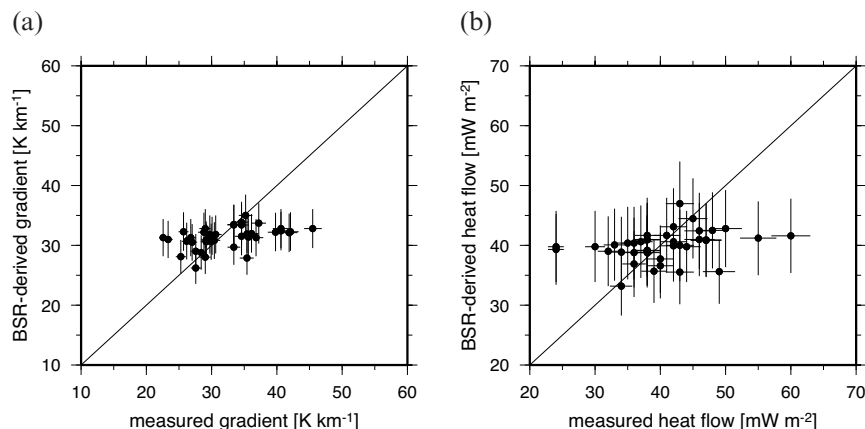 (a)
(b)
60
50
40
30
20
10
10 20 30 40 50 60
BSR-derived gradient [K km-1]
measured gradient [K km-1]
70
60
50
40
30
20
20 30 40 50 60 70
BSR-derived heat flow [mW m-2]
measured heat flow [mW m-2]